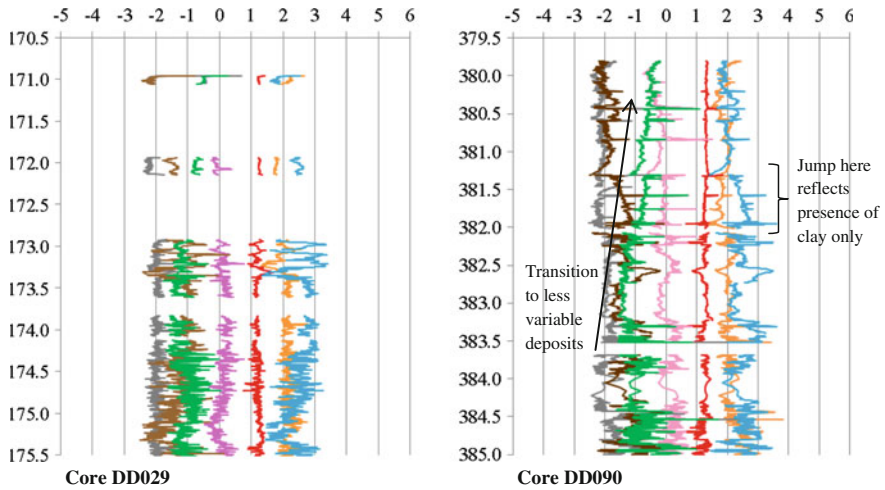 -5 -4 -3 -2 -1 0 1 2 3 4 5 6
170.5
171.0
171.5
172.0
172.5
173.0
173.5
174.0
174.5
175.0
175.5
Core DD029
-5 -4 -3 -2 -1 0 1 2 3 4 5 6
379.5
380.0
380.5
381.0
381.5
382.0
382.5
383.0
383.5
384.0
384.5
385.0
Jump here
reflects
presence of
clay only
Transition
to less
variable
deposits
Core DD090